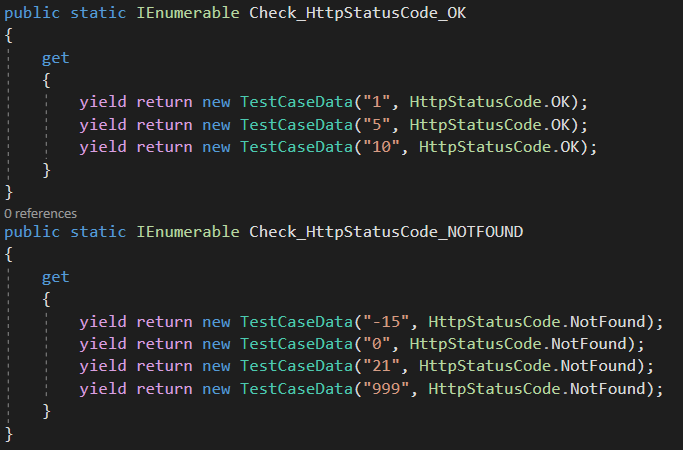 public static IEnumerable Check_HttpStatusCode_OK
{
get
{
yield return new TestCaseData("1", HttpStatusCode.OK);
yield return new TestCaseData("5", HttpStatusCode.OK);
yield return new TestCaseData("10", HttpStatusCode.OK);
}
}
0 references
public static IEnumerable Check_HttpStatusCode_NOTFOUND
{
get
{
yield return new TestCaseData("-15", HttpStatusCode.NotFound);
yield return new TestCaseData("0", HttpStatusCode.NotFound);
yield return new TestCaseData("21", HttpStatusCode.NotFound);
yield return new TestCaseData("999", HttpStatusCode.NotFound);
}
}